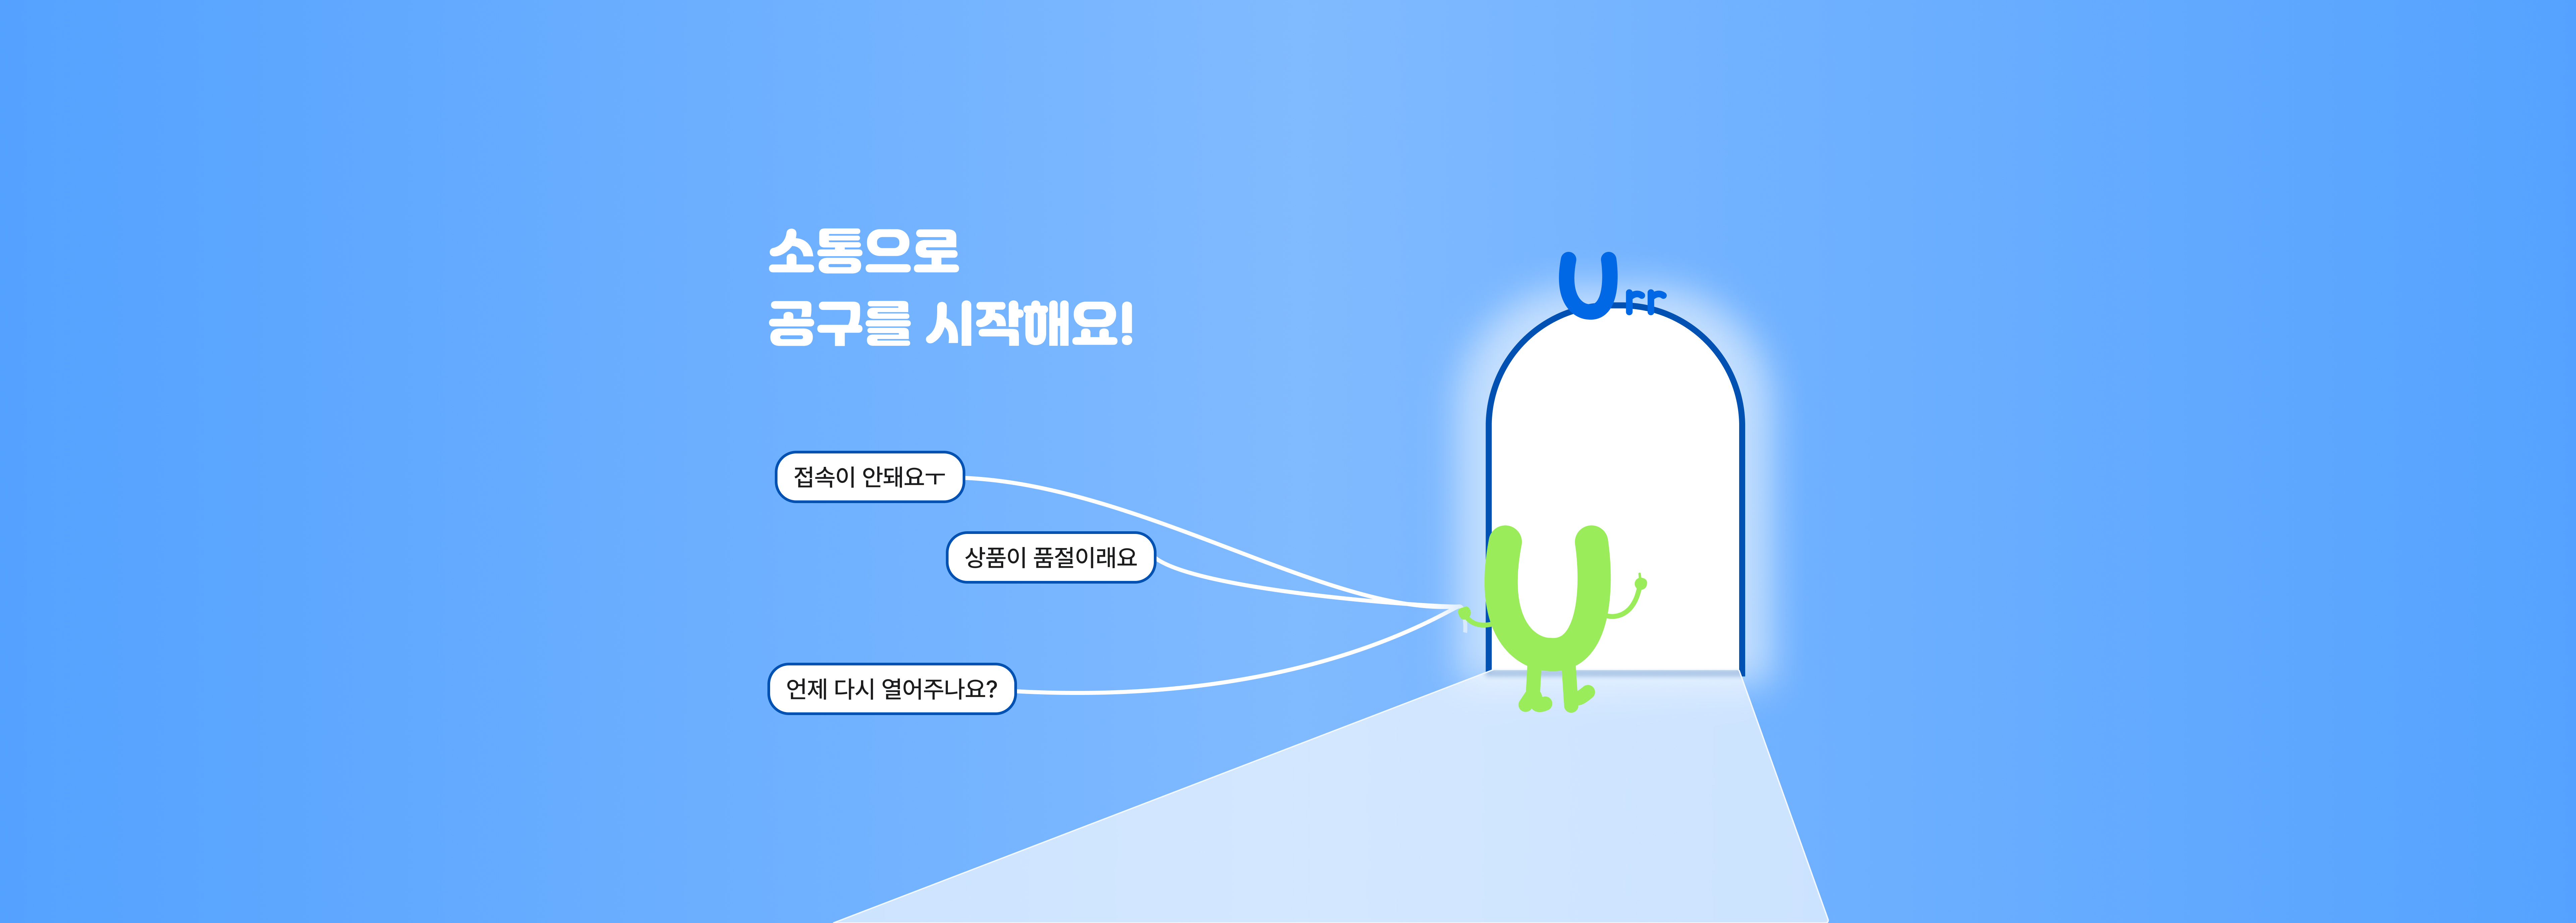 소통으로
공구를 시작해요!
Urr
접속이 안돼요ㅜ
상품이 품절이래요
언제 다시 열어주나요?